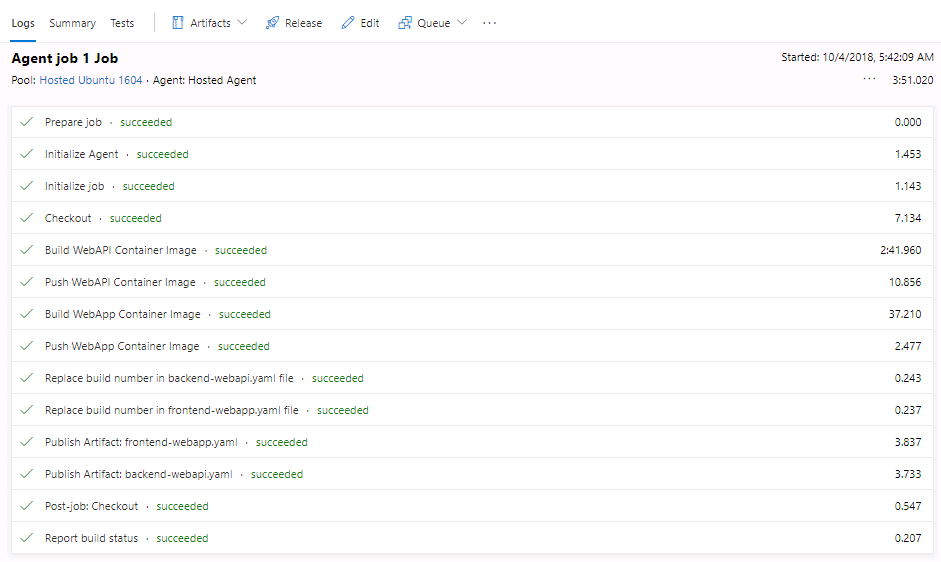 Logs Summary Tests Artifacts Release Edit Queue ···
Agent job 1 Job Started: 10/4/2018, 5:42:09 AM
Pool: Hosted Ubuntu 1604 · Agent: Hosted Agent ··· 3:51.020
Prepare job · succeeded 0.000
Initialize Agent · succeeded 1.453
Initialize job · succeeded 1.143
Checkout · succeeded 7.134
Build WebAPI Container Image · succeeded 2:41.960
Push WebAPI Container Image · succeeded 10.856
Build WebApp Container Image · succeeded 37.210
Push WebApp Container Image · succeeded 2.477
Replace build number in backend-webapi.yaml file · succeeded 0.243
Replace build number in frontend-webapp.yaml file · succeeded 0.237
Publish Artifact: frontend-webapp.yaml · succeeded 3.837
Publish Artifact: backend-webapi.yaml · succeeded 3.733
Post-job: Checkout · succeeded 0.547
Report build status · succeeded 0.207